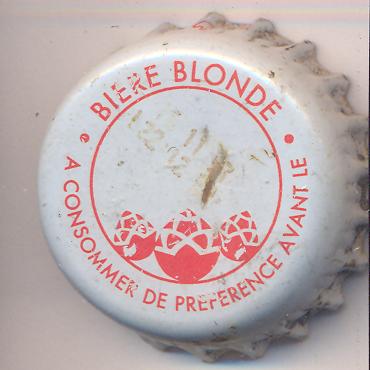 BIERE BLONDE
A CONSOMMER DE PREFERENCE AVANT LE